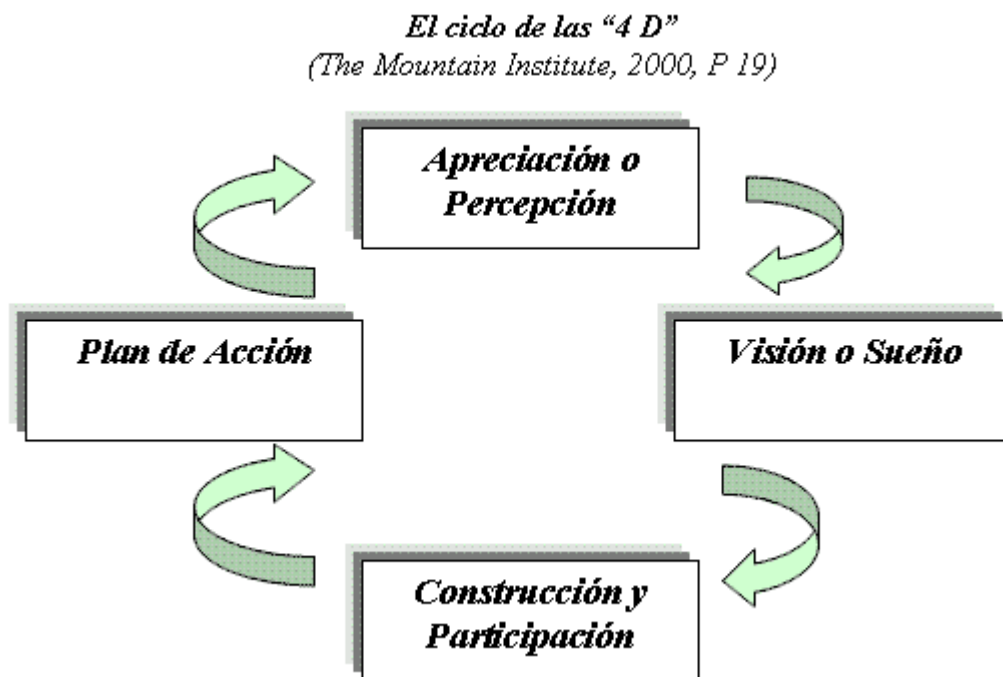 El ciclo de las “4 D”
(The Mountain Institute, 2000, P 19)
Apreciación o
Percepción
Plan de Acción
Visión o Sueño
Construcción y
Participación